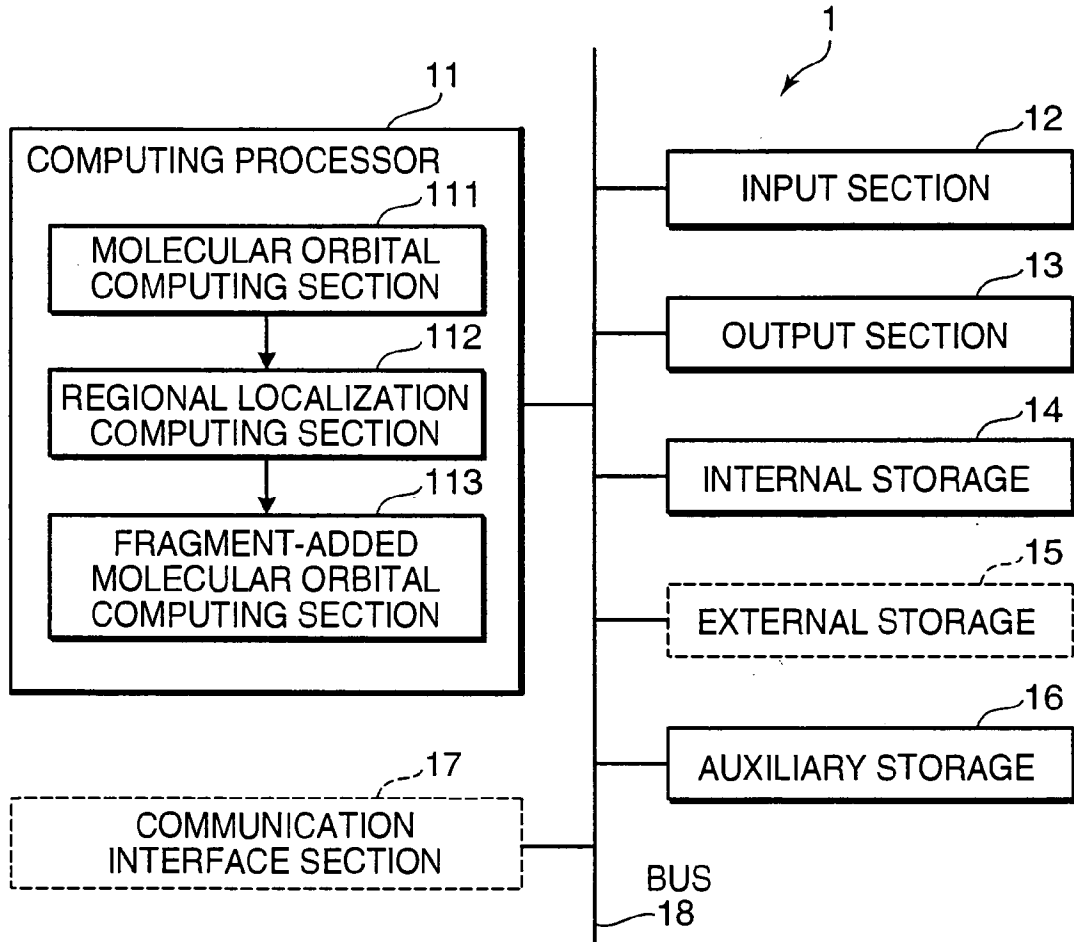 1
11
COMPUTING PROCESSOR
111
MOLECULAR ORBITAL
COMPUTING SECTION
112
REGIONAL LOCALIZATION
COMPUTING SECTION
113
FRAGMENT-ADDED
MOLECULAR ORBITAL
COMPUTING SECTION
17
COMMUNICATION
INTERFACE SECTION
12
INPUT SECTION
13
OUTPUT SECTION
14
INTERNAL STORAGE
15
EXTERNAL STORAGE
16
AUXILIARY STORAGE
BUS
18